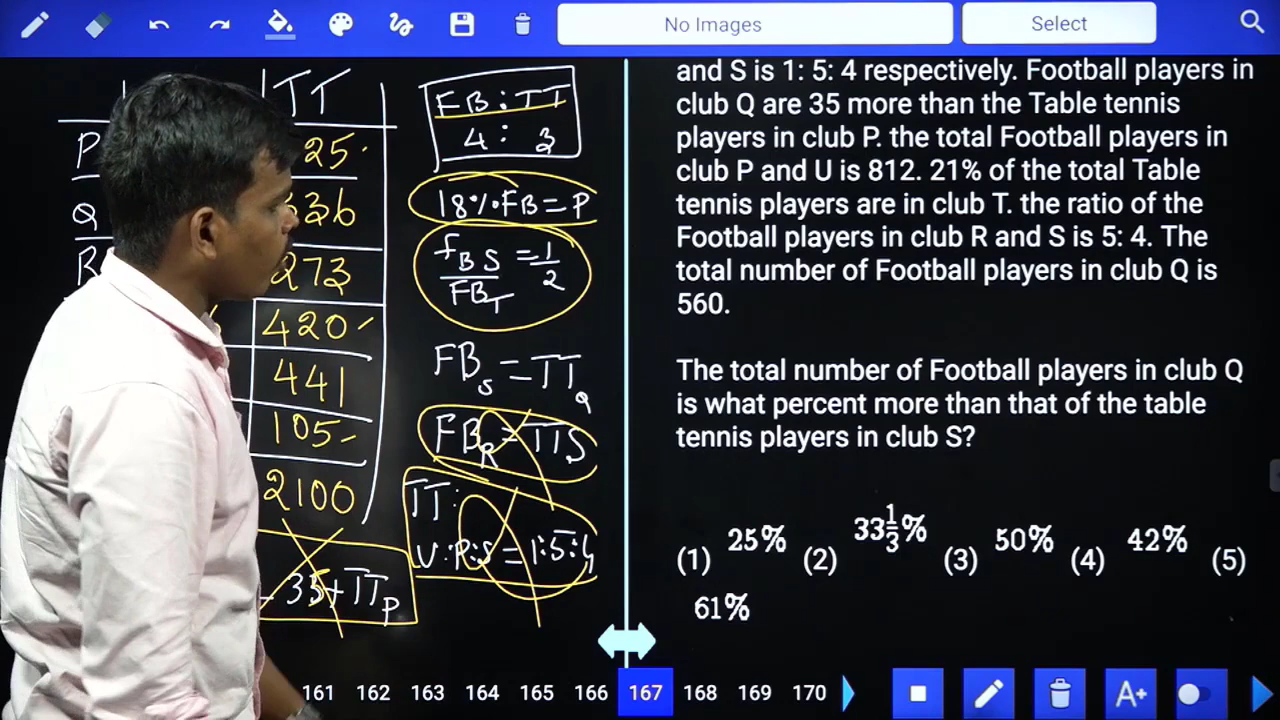 No Images
Select
TT
P 25
Q 336
R 273
420
441
105
2100
35 + TTP
FB : TT
4 : 3
18% FB = P
fBS = 1
FBT 2
FBS = TTQ
FBR = TTS
TT:
U:P:S = 1:5:4
and S is 1: 5: 4 respectively. Football players in
club Q are 35 more than the Table tennis
players in club P. the total Football players in
club P and U is 812. 21% of the total Table
tennis players are in club T. the ratio of the
Football players in club R and S is 5: 4. The
total number of Football players in club Q is
560.
The total number of Football players in club Q
is what percent more than that of the table
tennis players in club S?
(1) 25% (2) 33 1/3% (3) 50% (4) 42% (5)
61%
161 162 163 164 165 166 167 168 169 170
A+